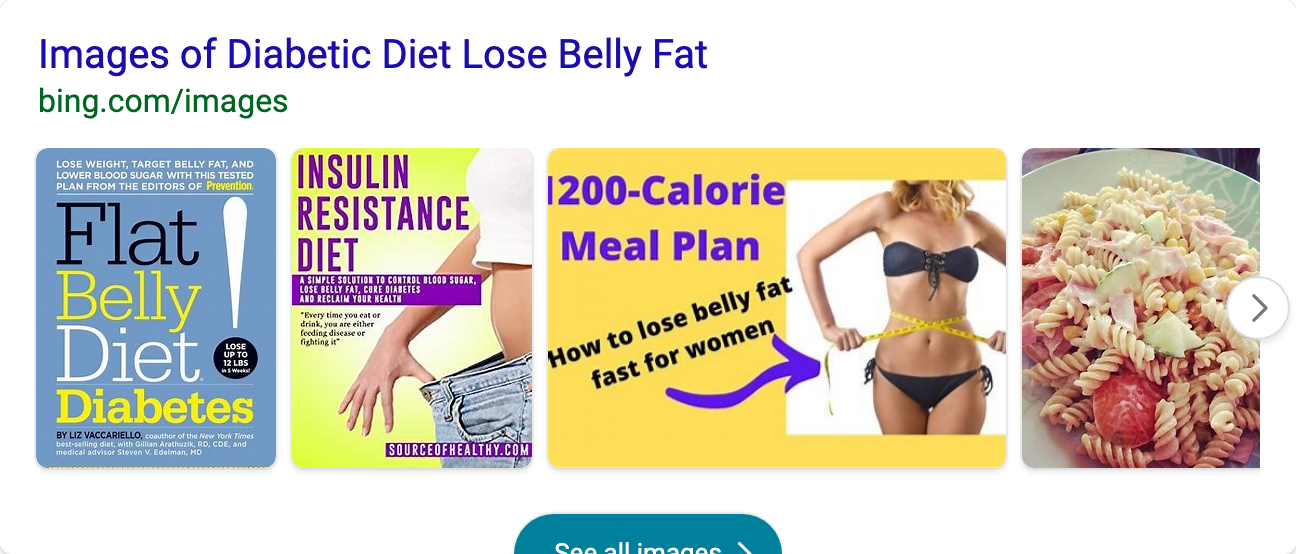 Images of Diabetic Diet Lose Belly Fat
bing.com/images
LOSE WEIGHT, TARGET BELLY FAT, AND
LOWER BLOOD SUGAR WITH THIS TESTED
PLAN FROM THE EDITORS OF Prevention.
Flat
Belly
Diet!
Diabetes
LOSE
UP TO
12 LBS
in 5 Weeks!
BY LIZ VACCARIELLO, coauthor of the New York Times
best-selling diet, with Gillian Arathuzik, RD, CDE, and
medical advisor Steven V. Edelman, MD
INSULIN
RESISTANCE
DIET
A SIMPLE SOLUTION TO CONTROL BLOOD SUGAR,
LOSE BELLY FAT, CURE DIABETES
AND RECLAIM YOUR HEALTH
"Every time you eat or
drink, you are either
feeding disease or
fighting it"
SOURCEOFHEALTHY.COM
1200-Calorie
Meal Plan
How to lose belly fat
fast for women
See all images